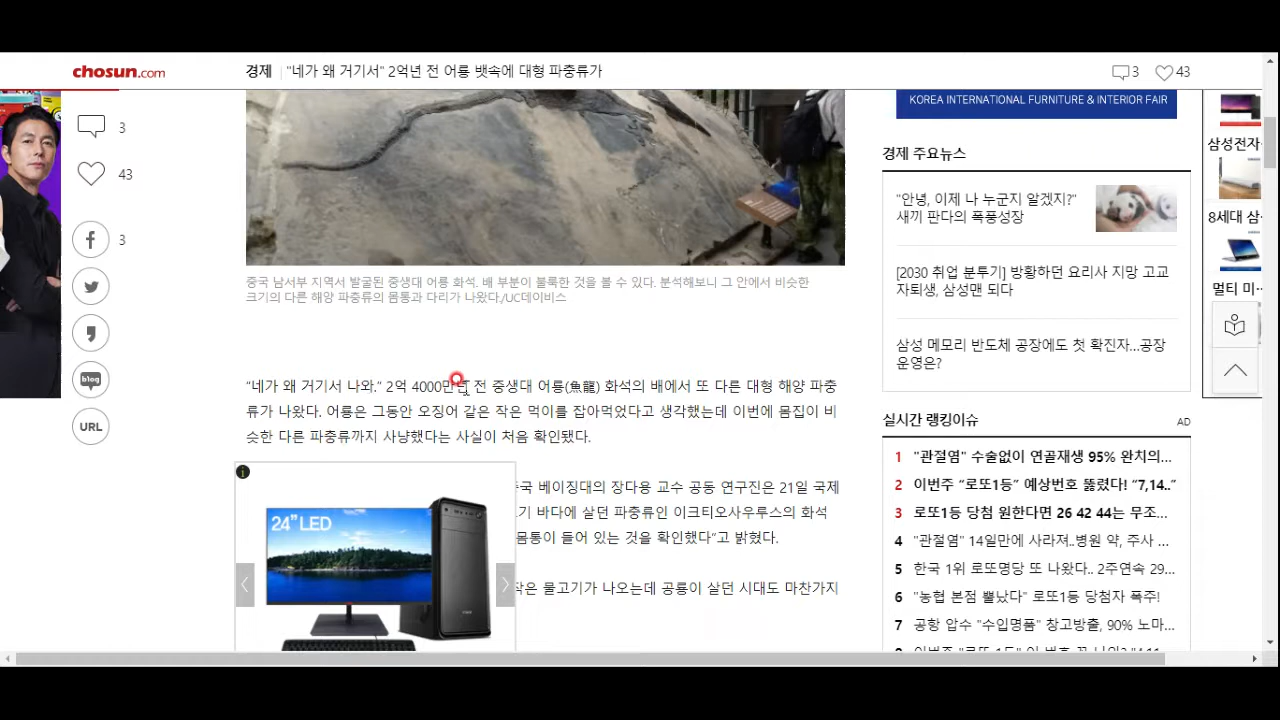 chosun.com
경제
"네가 왜 거기서" 2억년 전 어룡 뱃속에 대형 파충류가
3
43
3
43
3
blog
URL
중국 남서부 지역서 발굴된 중생대 어룡 화석. 배 부분이 불룩한 것을 볼 수 있다. 분석해보니 그 안에서 비슷한
크기의 다른 해양 파충류의 몸통과 다리가 나왔다./UC데이비스
“네가 왜 거기서 나와.” 2억 4000만년 전 중생대 어룡(魚龍) 화석의 배에서 또 다른 대형 해양 파충
류가 나왔다. 어룡은 그동안 오징어 같은 작은 먹이를 잡아먹었다고 생각했는데 이번에 몸집이 비
슷한 다른 파충류까지 사냥했다는 사실이 처음 확인됐다.
베이징대의 장다용 교수 공동 연구진은 21일 국제
바다에 살던 파충류인 이크티오사우루스의 화석
몸통이 들어 있는 것을 확인했다”고 밝혔다.
작은 물고기가 나오는데 공룡이 살던 시대도 마찬가지
24" LED
KOREA INTERNATIONAL FURNITURE & INTERIOR FAIR
경제 주요뉴스
"안녕, 이제 나 누군지 알겠지?"
새끼 판다의 폭풍성장
[2030 취업 분투기] 방황하던 요리사 지망 고교
자퇴생, 삼성맨 되다
삼성 메모리 반도체 공장에도 첫 확진자...공장
운영은?
실시간 랭킹이슈
AD
1 "관절염" 수술없이 연골재생 95% 완치의...
2 이번주 “로또1등” 예상번호 뚫렸다! “7,14..”
3 로또1등 당첨 원한다면 26 42 44는 무조...
4 "관절염" 14일만에 사라져..병원 약, 주사 ...
5 한국 1위 로또명당 또 나왔다.. 2주연속 29...
6 "농협 본점 뿔났다" 로또1등 당첨자 폭주!
7 공항 압수 "수입명품" 창고방출, 90% 노마...
삼성전자
8세대 삼
멀티 미